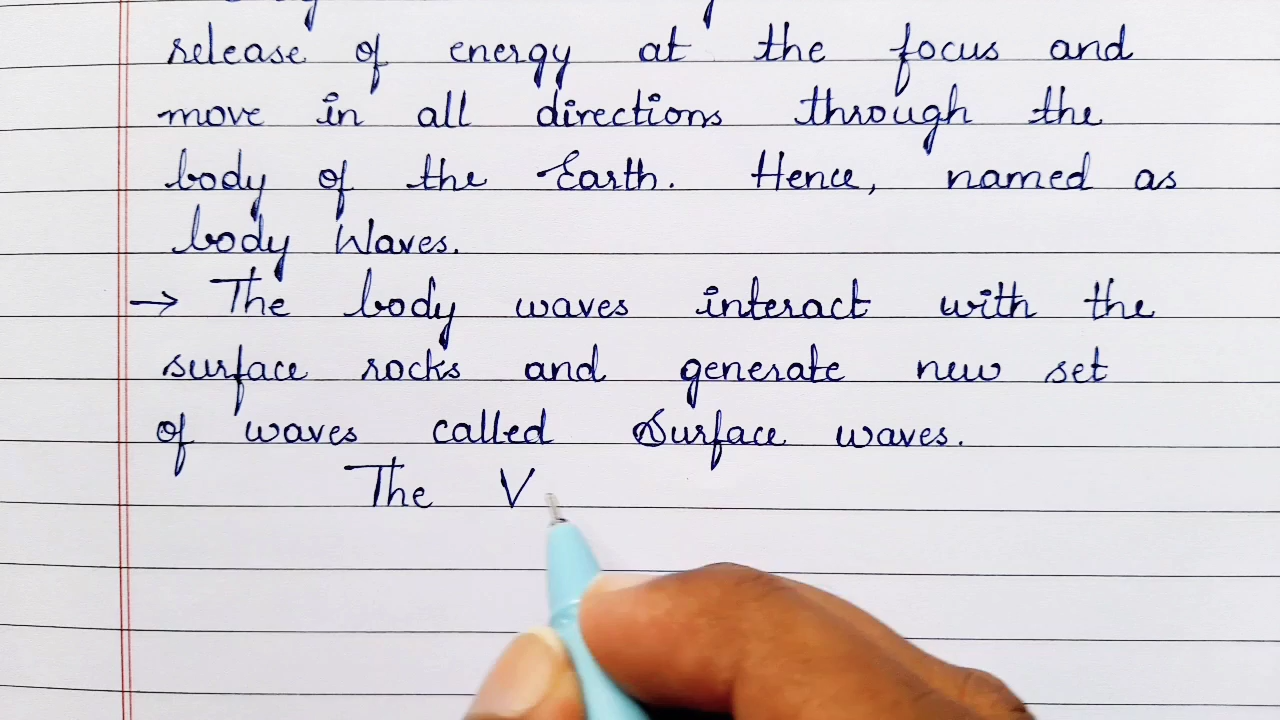 release of energy at the focus and
move in all directions through the
body of the Earth. Hence, named as
body Waves.
→ The body waves interact with the
surface rocks and generate new set
of waves called Surface waves.
The V